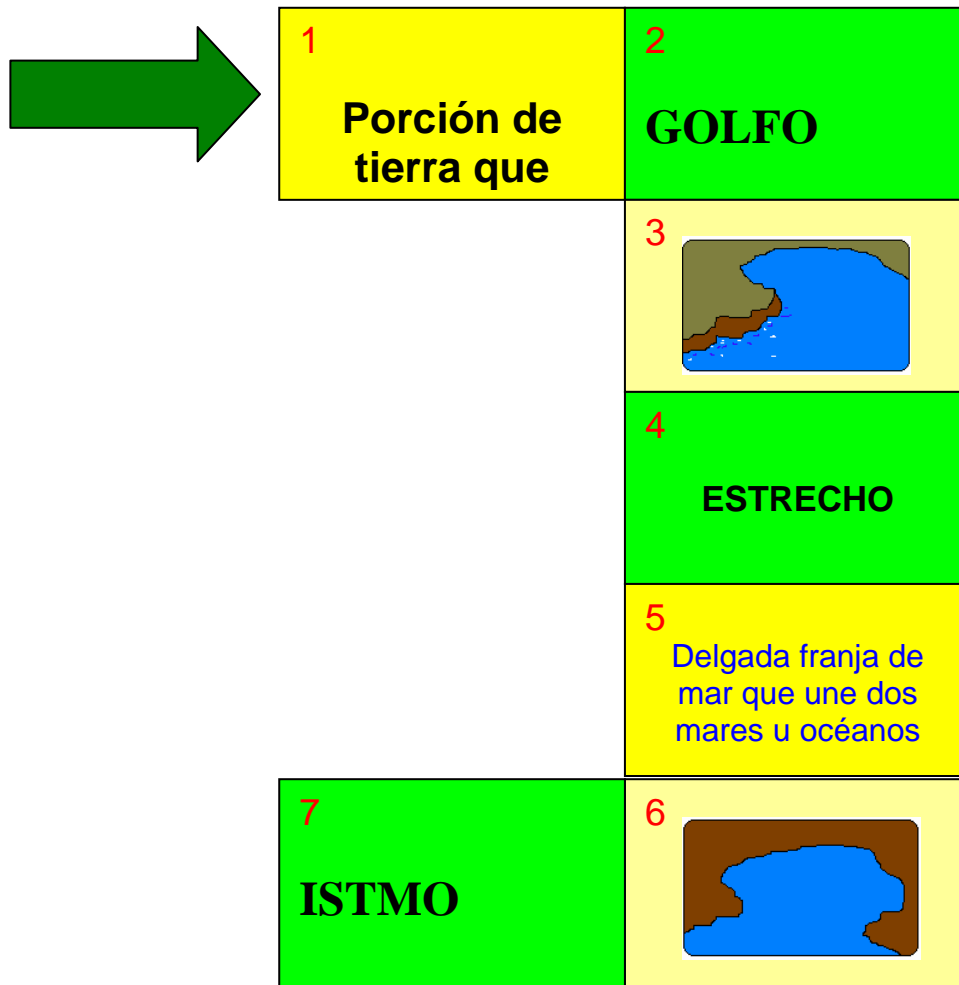 1
Porción de
tierra que
2
GOLFO
3
4
ESTRECHO
5
Delgada franja de
mar que une dos
mares u océanos
6
7
ISTMO